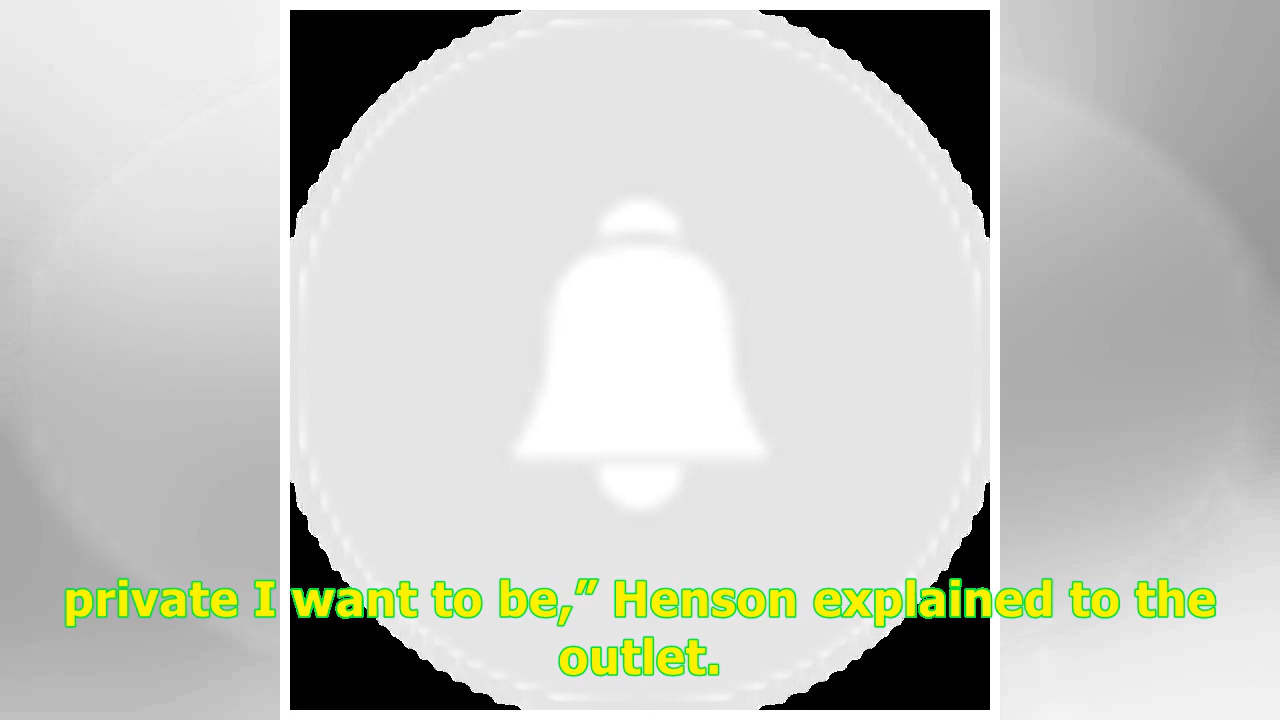 private I want to be,” Henson explained to the
outlet.